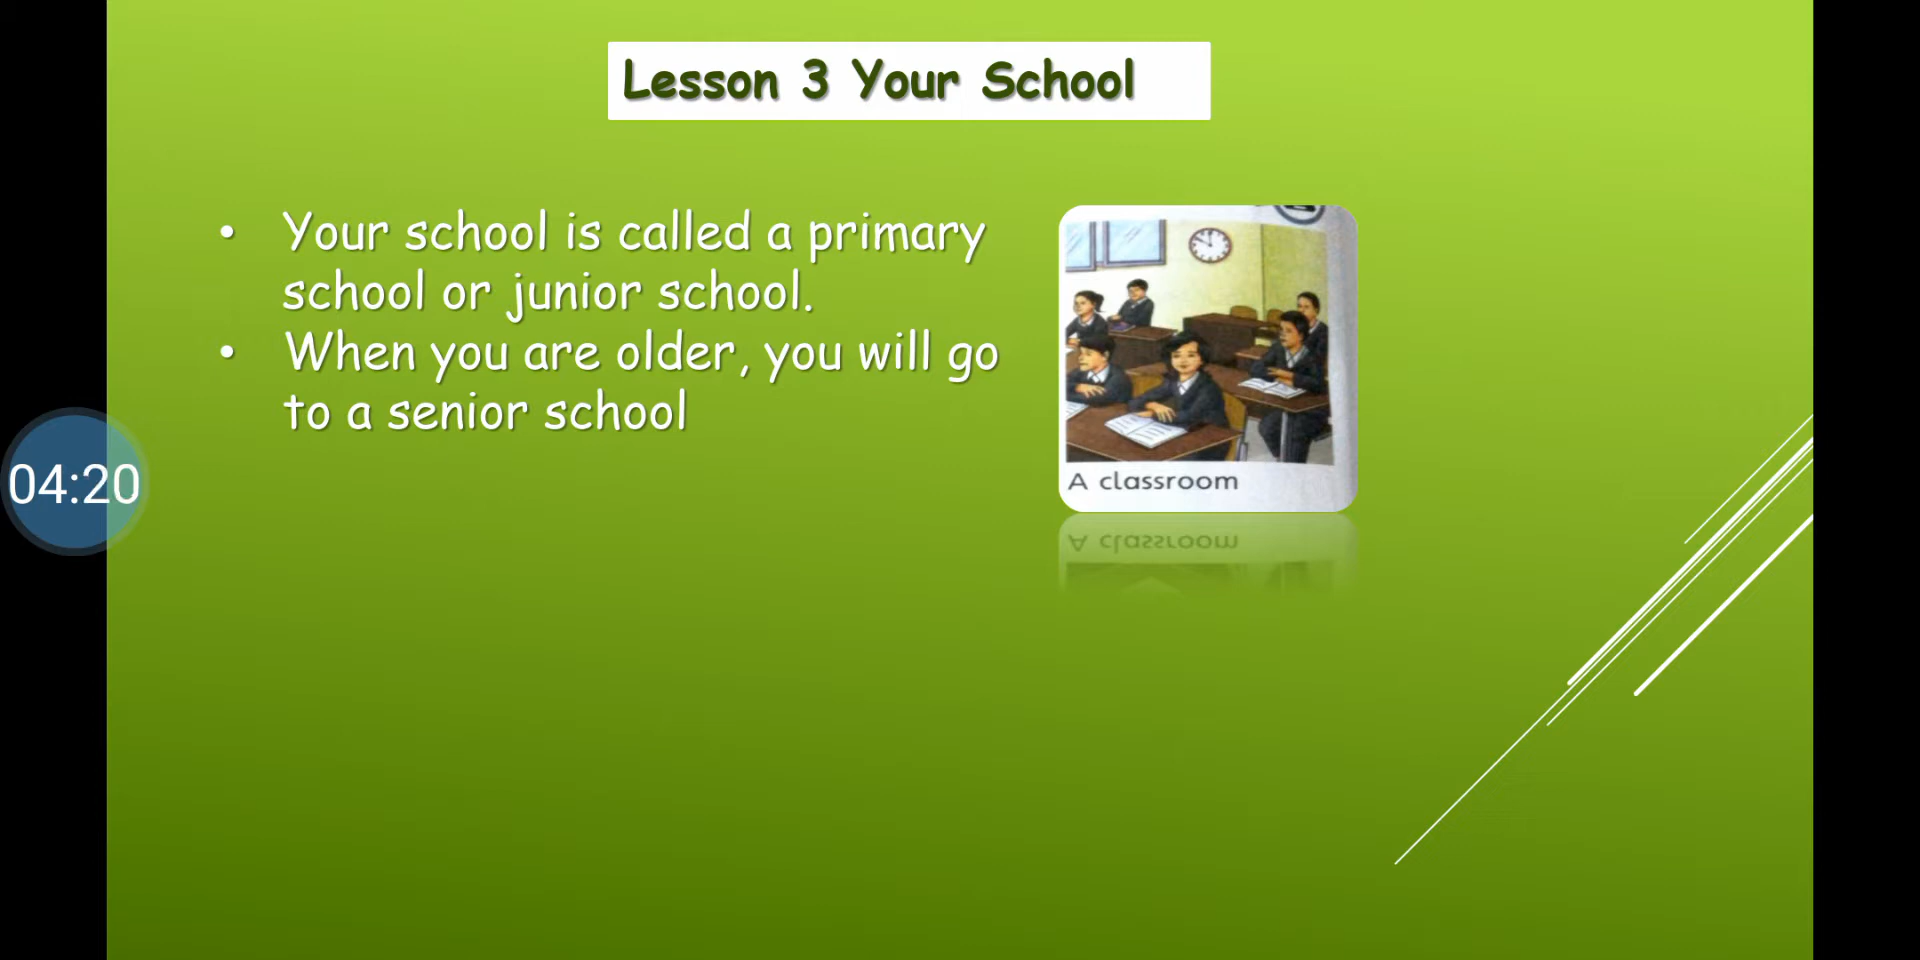 Lesson 3 Your School
• Your school is called a primary
school or junior school.
• When you are older, you will go
to a senior school
A classroom
04:20